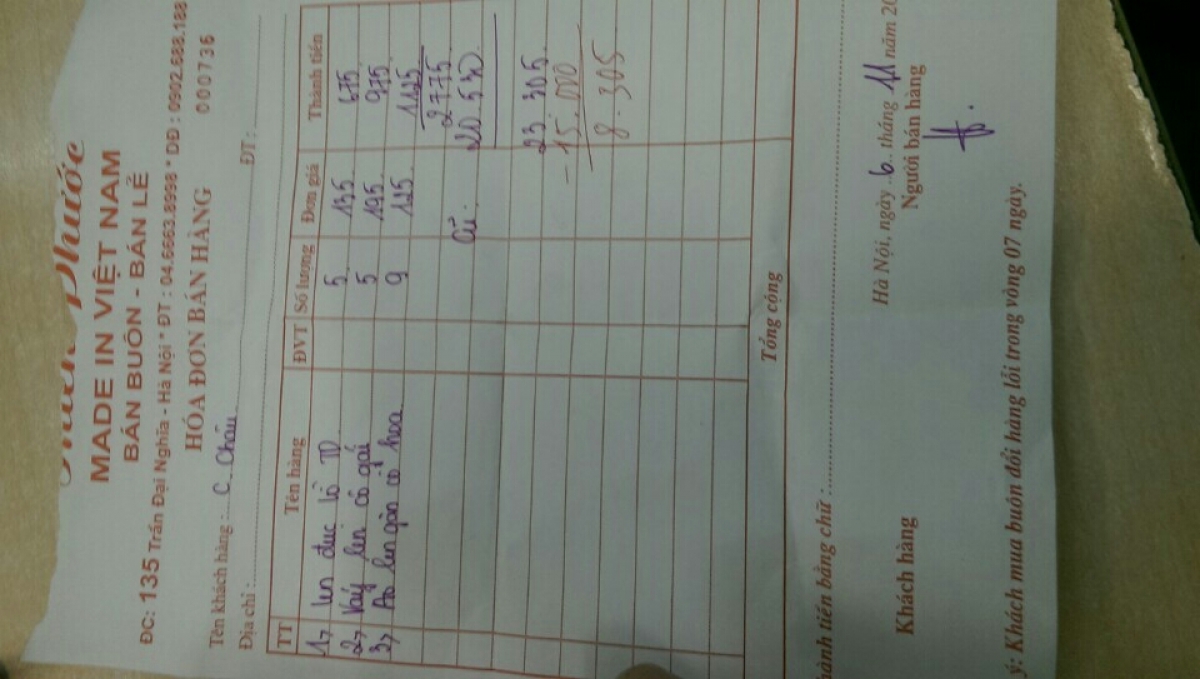 Phước
MADE IN VIỆT NAM
BÁN BUÔN - BÁN LẺ
ĐC: 135 Trần Đại Nghĩa - Hà Nội * ĐT : 04.6663.8998 * DĐ : 0902.688.188
HÓA ĐƠN BÁN HÀNG 000736
Tên khách hàng : C. Châu
Địa chỉ : ĐT :
TT Tên hàng ĐVT Số lượng Đơn giá Thành tiền
1, len đục lỗ TD 5 135 675
2, Váy len cô gái 5 195 975
3, Áo len gân cổ hoa 9 125 1125
2775
Cũ : 20.530
23.305
- 15.000
8.305
Tổng cộng
hành tiền bằng chữ :
Hà Nội, ngày 6 tháng 11 năm 20
Khách hàng Người bán hàng
ý: Khách mua buôn đổi hàng lỗi trong vòng 07 ngày.